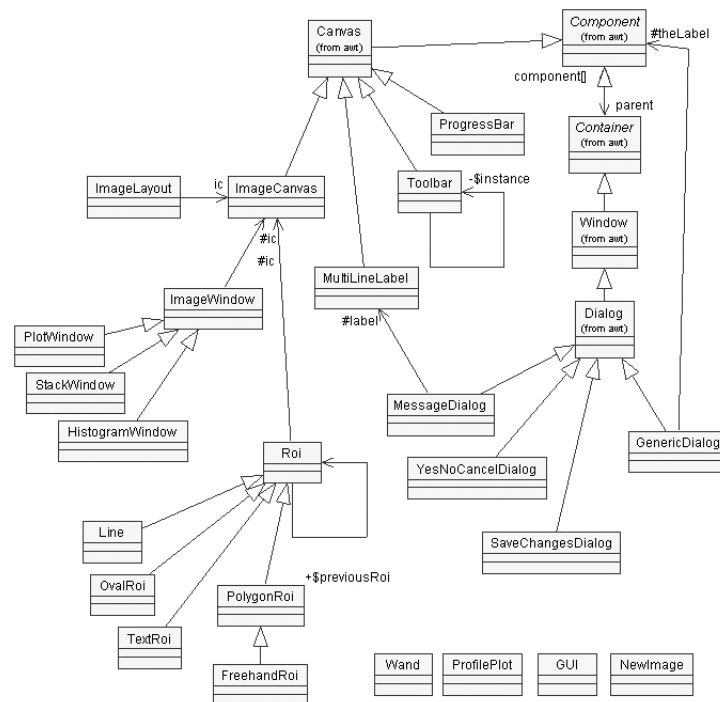 Canvas
(from awt)
Component
(from awt)
#theLabel
component[]
parent
ProgressBar
Container
(from awt)
ImageLayout
ic
ImageCanvas
Toolbar
-$instance
Window
(from awt)
#ic
#ic
MultiLineLabel
ImageWindow
#label
Dialog
(from awt)
PlotWindow
StackWindow
MessageDialog
HistogramWindow
GenericDialog
Roi
YesNoCancelDialog
Line
SaveChangesDialog
OvalRoi
+$previousRoi
PolygonRoi
TextRoi
FreehandRoi
Wand
ProfilePlot
GUI
NewImage